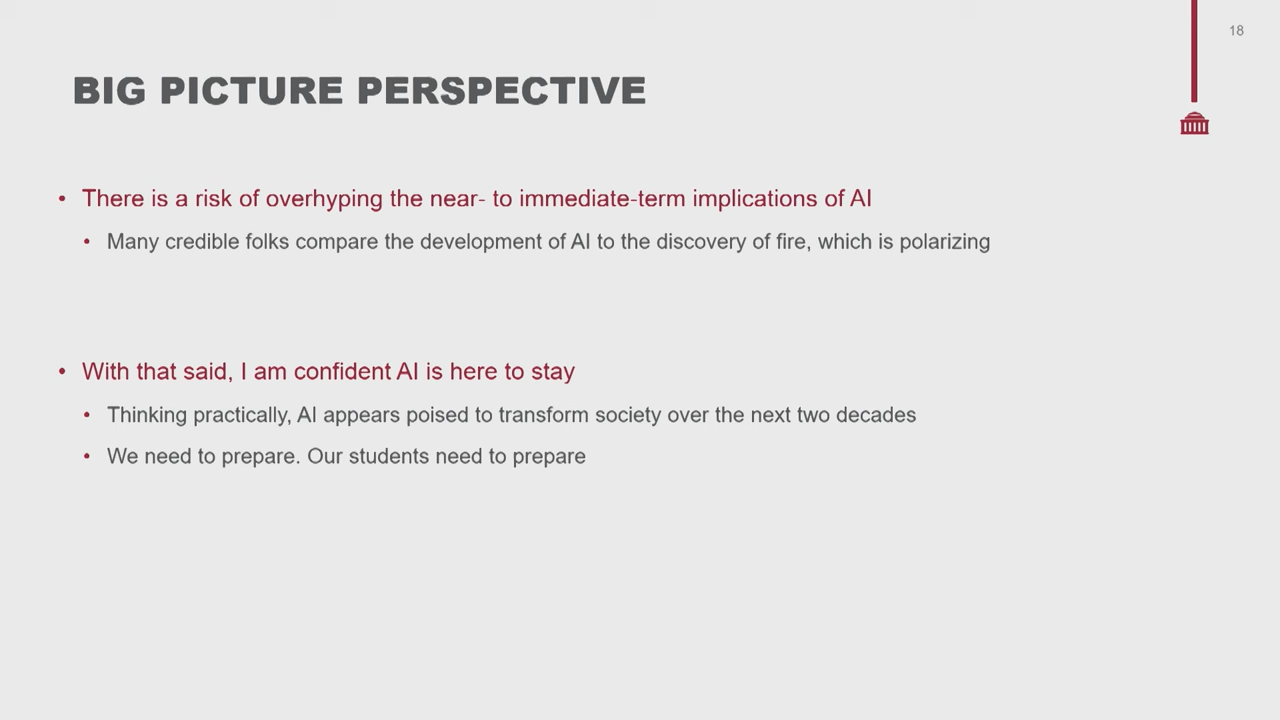 18
BIG PICTURE PERSPECTIVE
• There is a risk of overhyping the near- to immediate-term implications of AI
• Many credible folks compare the development of AI to the discovery of fire, which is polarizing
• With that said, I am confident AI is here to stay
• Thinking practically, AI appears poised to transform society over the next two decades
• We need to prepare. Our students need to prepare